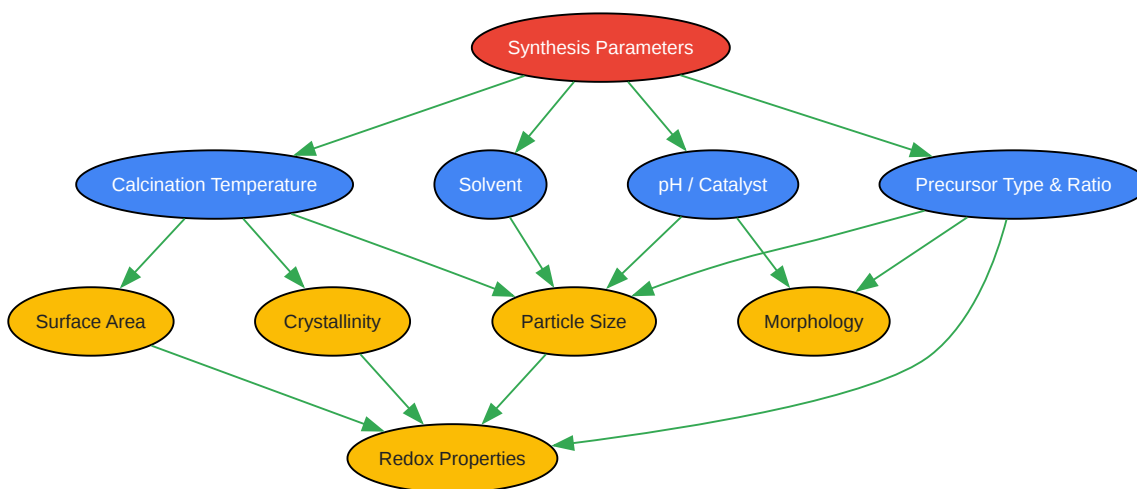 Synthesis Parameters
Calcination Temperature
Solvent
pH / Catalyst
Precursor Type & Ratio
Surface Area
Crystallinity
Particle Size
Morphology
Redox Properties